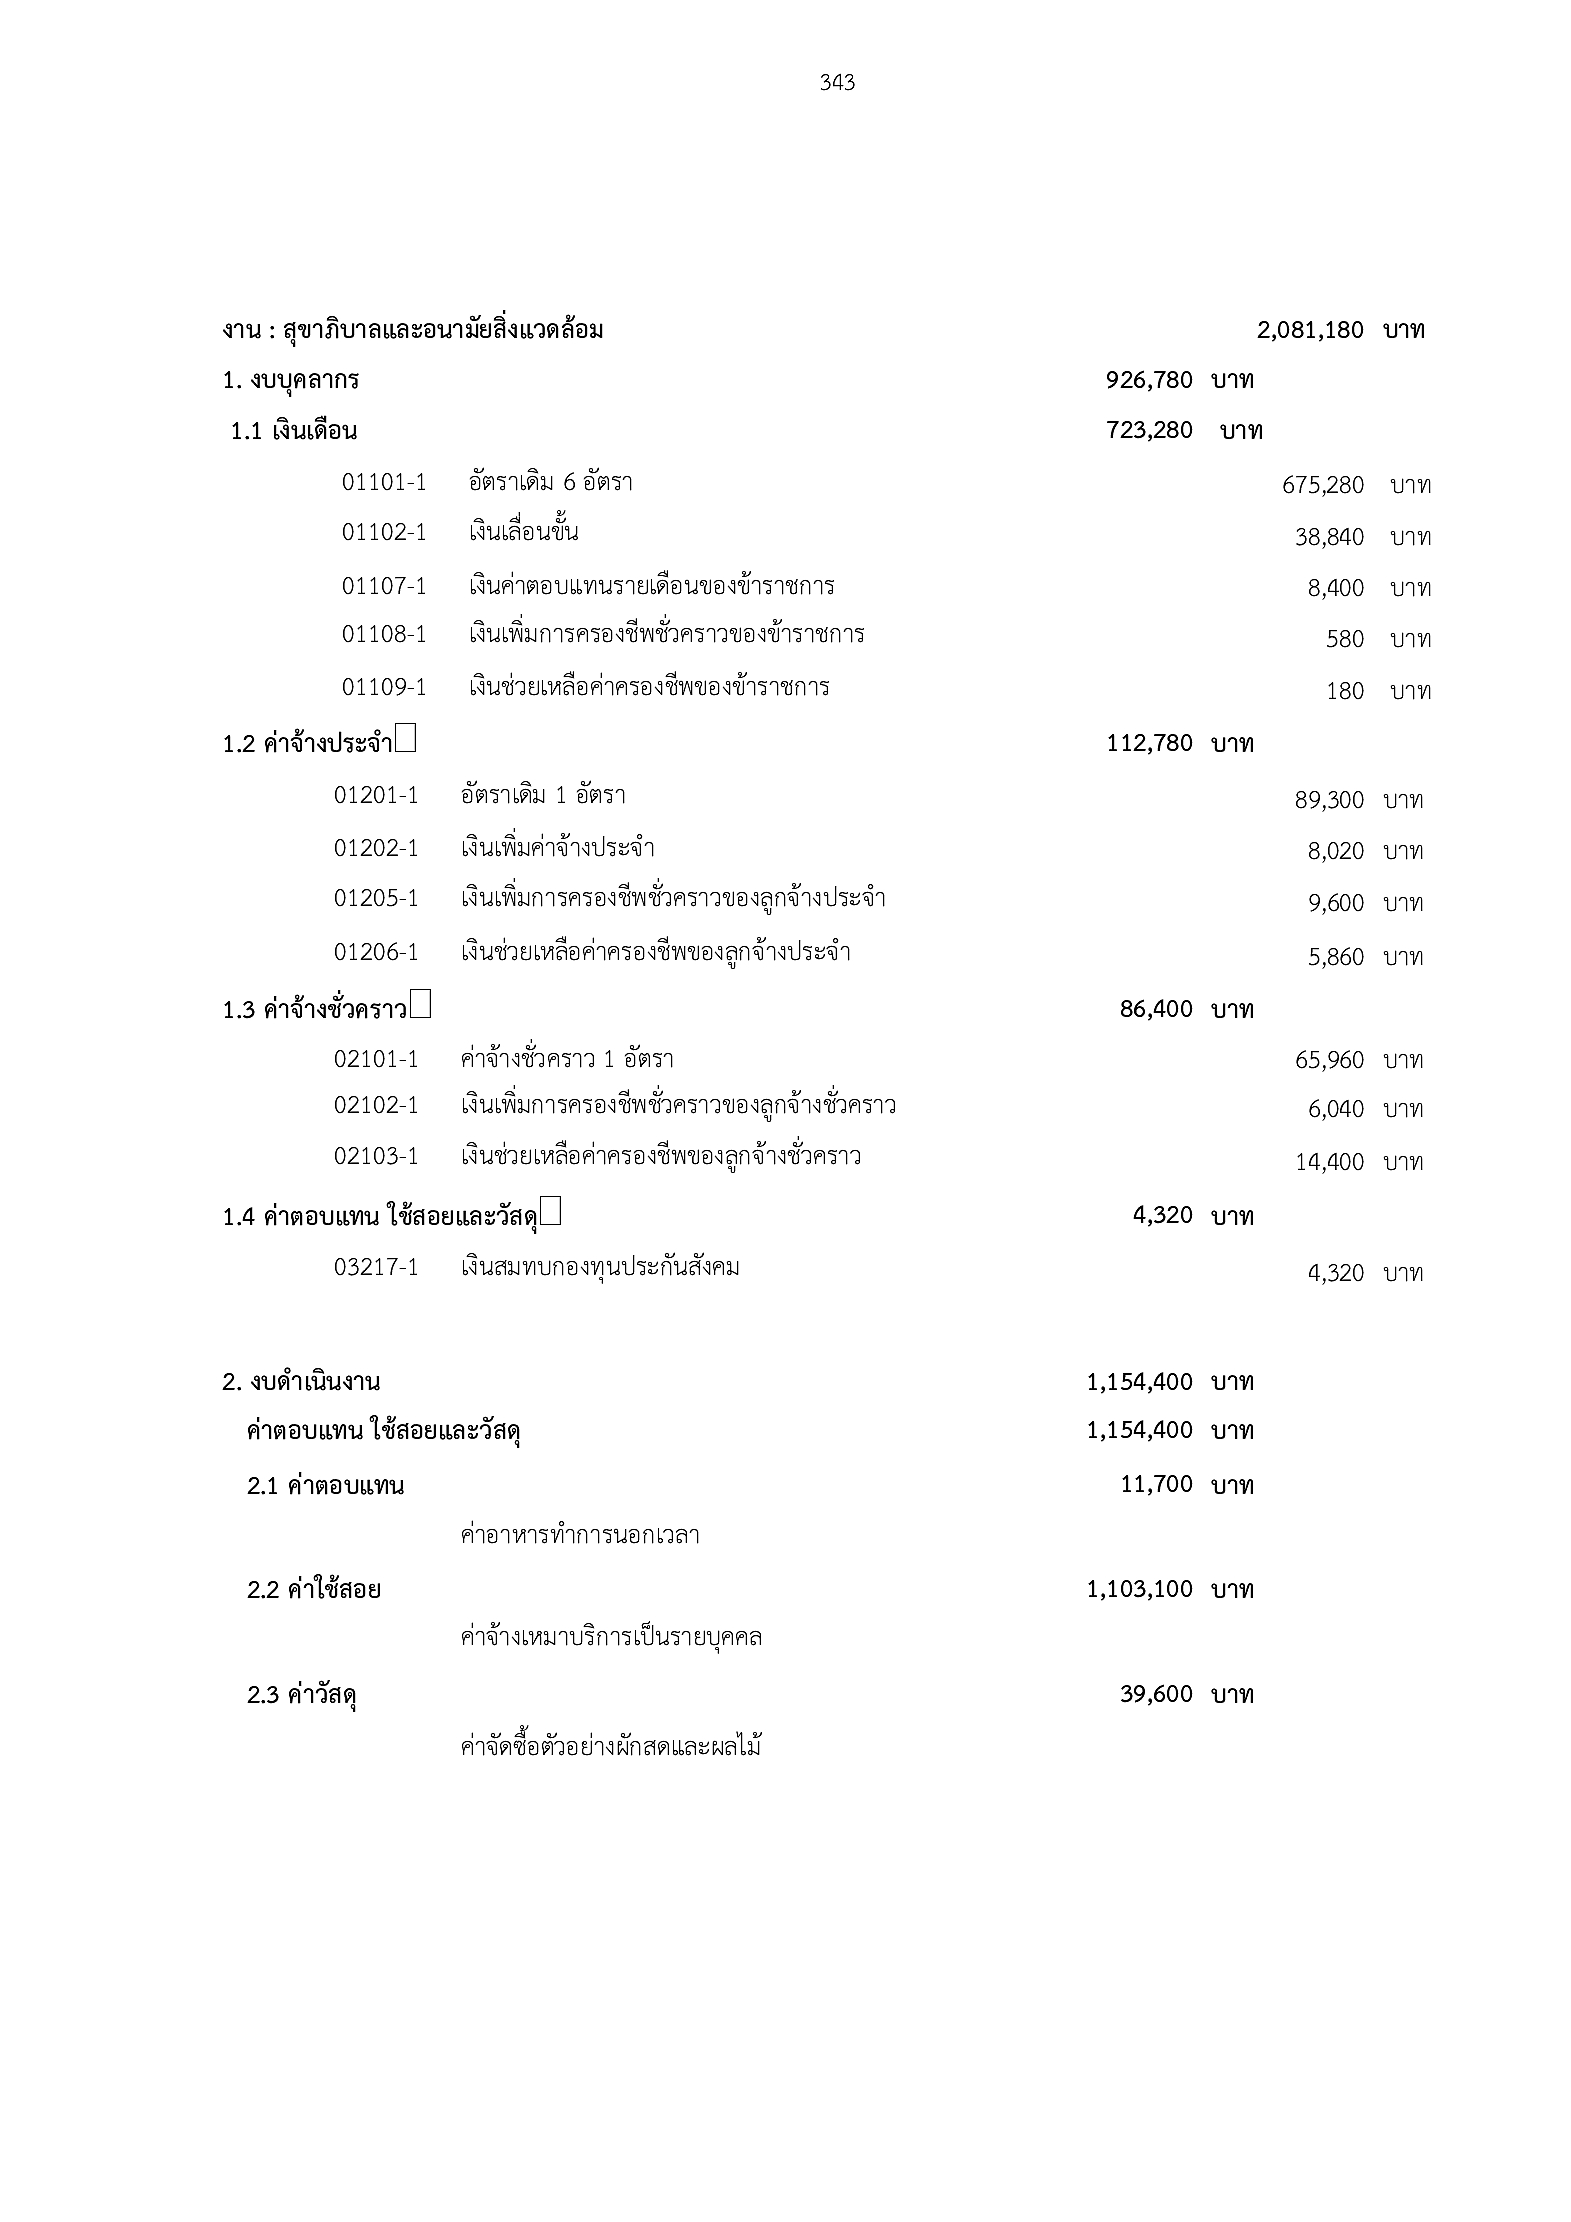 343
งาน : สุขาภิบาลและอนามัยสิ่งแวดล้อม 2,081,180 บาท
1. งบบุคลากร 926,780 บาท
1.1 เงินเดือน 723,280 บาท
01101-1 อัตราเดิม 6 อัตรา 675,280 บาท
01102-1 เงินเลื่อนขั้น 38,840 บาท
01107-1 เงินค่าตอบแทนรายเดือนของข้าราชการ 8,400 บาท
01108-1 เงินเพิ่มการครองชีพชั่วคราวของข้าราชการ 580 บาท
01109-1 เงินช่วยเหลือค่าครองชีพของข้าราชการ 180 บาท
1.2 ค่าจ้างประจำ 112,780 บาท
01201-1 อัตราเดิม 1 อัตรา 89,300 บาท
01202-1 เงินเพิ่มค่าจ้างประจำ 8,020 บาท
01205-1 เงินเพิ่มการครองชีพชั่วคราวของลูกจ้างประจำ 9,600 บาท
01206-1 เงินช่วยเหลือค่าครองชีพของลูกจ้างประจำ 5,860 บาท
1.3 ค่าจ้างชั่วคราว 86,400 บาท
02101-1 ค่าจ้างชั่วคราว 1 อัตรา 65,960 บาท
02102-1 เงินเพิ่มการครองชีพชั่วคราวของลูกจ้างชั่วคราว 6,040 บาท
02103-1 เงินช่วยเหลือค่าครองชีพของลูกจ้างชั่วคราว 14,400 บาท
1.4 ค่าตอบแทน ใช้สอยและวัสดุ 4,320 บาท
03217-1 เงินสมทบกองทุนประกันสังคม 4,320 บาท
2. งบดำเนินงาน 1,154,400 บาท
ค่าตอบแทน ใช้สอยและวัสดุ 1,154,400 บาท
2.1 ค่าตอบแทน 11,700 บาท
ค่าอาหารทำการนอกเวลา
2.2 ค่าใช้สอย 1,103,100 บาท
ค่าจ้างเหมาบริการเป็นรายบุคคล
2.3 ค่าวัสดุ 39,600 บาท
ค่าจัดซื้อตัวอย่างผักสดและผลไม้